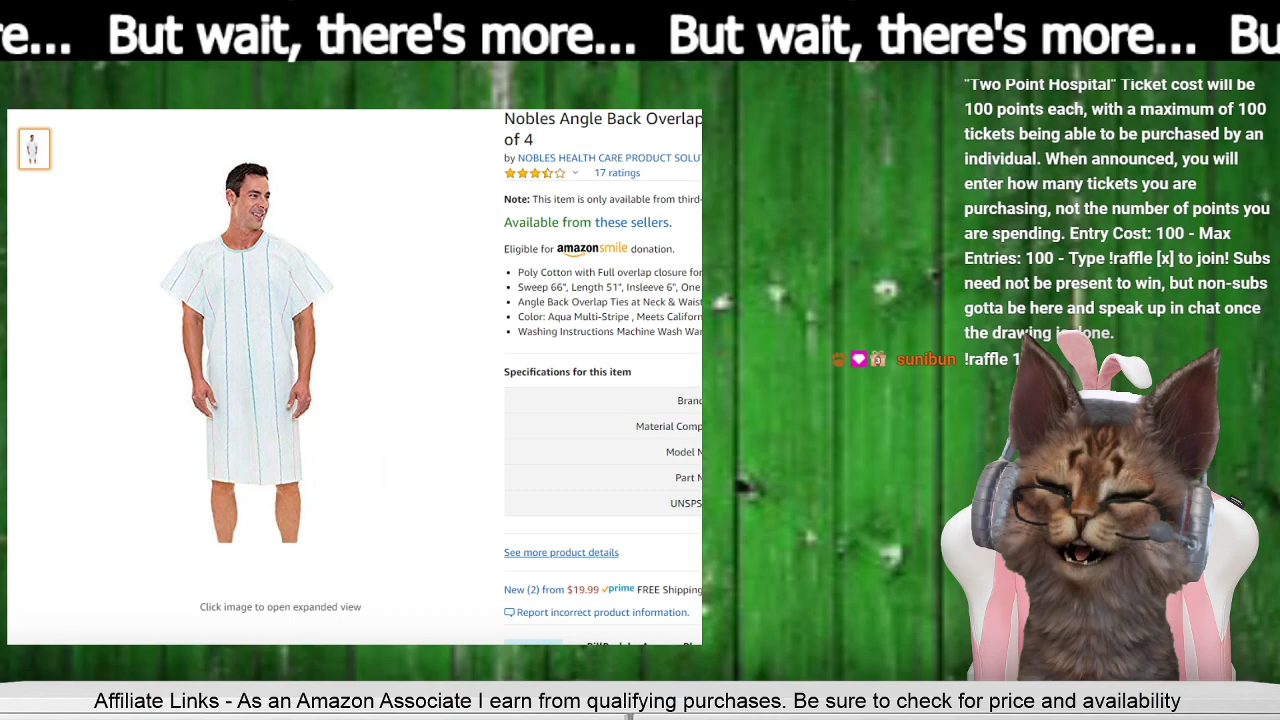 re... But wait, there's more... But wait, there's more... Bu
"Two Point Hospital" Ticket cost will be
100 points each, with a maximum of 100
tickets being able to be purchased by an
individual. When announced, you will
enter how many tickets you are
purchasing, not the number of points you
are spending. Entry Cost: 100 - Max
Entries: 100 - Type !raffle [x] to join! Subs
need not be present to win, but non-subs
gotta be here and speak up in chat once
the drawing is done.
sunibun !raffle 1
Nobles Angle Back Overlap
of 4
by NOBLES HEALTH CARE PRODUCT SOLU
17 ratings
Note: This item is only available from third-
Available from these sellers.
Eligible for amazonsmile donation.
• Poly Cotton with Full overlap closure for
• Sweep 66", Length 51", Insleeve 6", One
• Angle Back Overlap Ties at Neck & Waist
• Color: Aqua Multi-Stripe , Meets Californ
• Washing Instructions Machine Wash War
Specifications for this item
Brand
Material Comp
Model N
Part N
UNSPS
See more product details
New (2) from $19.99 prime FREE Shipping
Report incorrect product information.
Click image to open expanded view
Affiliate Links - As an Amazon Associate I earn from qualifying purchases. Be sure to check for price and availability